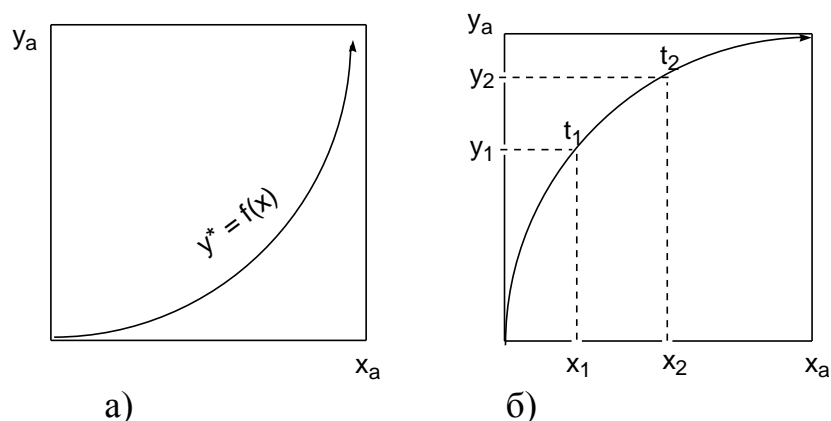 yₐ
y* = f(x)
xₐ
а)
yₐ
y₂
y₁
t₂
t₁
x₁
x₂
xₐ
б)